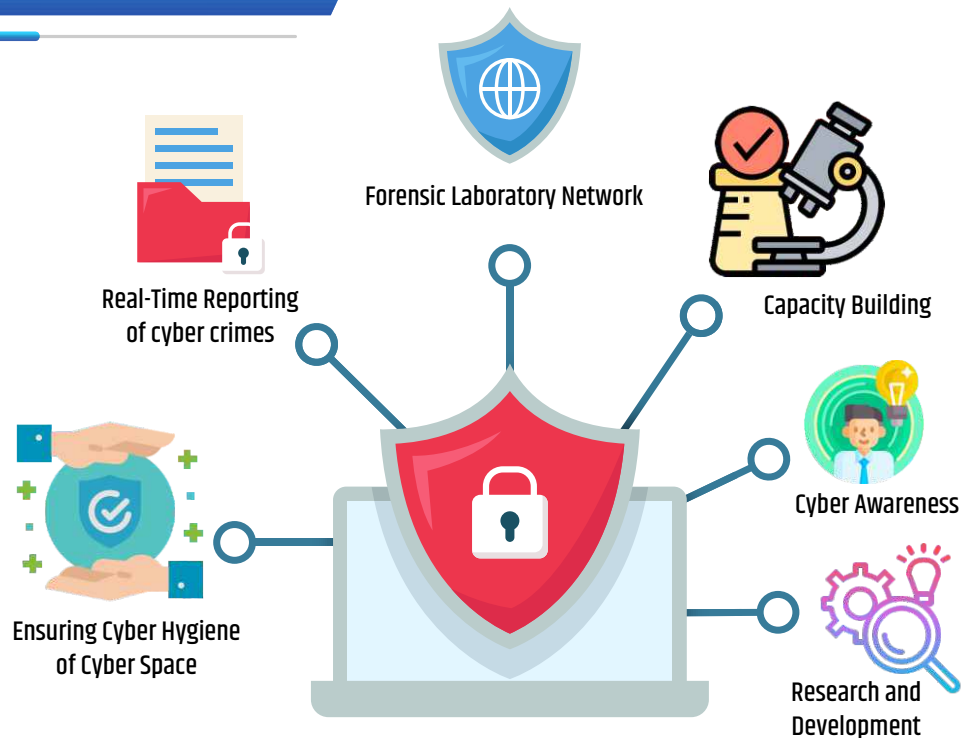 Forensic Laboratory Network
Real-Time Reporting
of cyber crimes
Capacity Building
Cyber Awareness
Ensuring Cyber Hygiene
of Cyber Space
Research and
Development